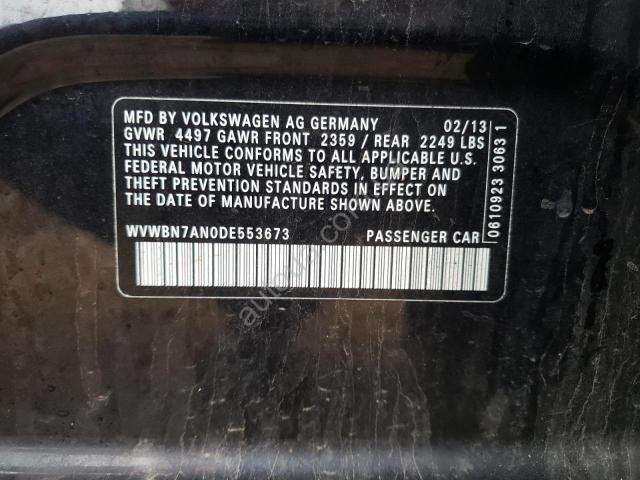 MFD BY VOLKSWAGEN AG GERMANY 02/13
GVWR 4497 GAWR FRONT 2359 / REAR 2249 LBS
THIS VEHICLE CONFORMS TO ALL APPLICABLE U.S.
FEDERAL MOTOR VEHICLE SAFETY, BUMPER AND
THEFT PREVENTION STANDARDS IN EFFECT ON
THE DATE OF MANUFACTURE SHOWN ABOVE.
WVWBN7AN0DE553673 PASSENGER CAR
0610923 3063 1